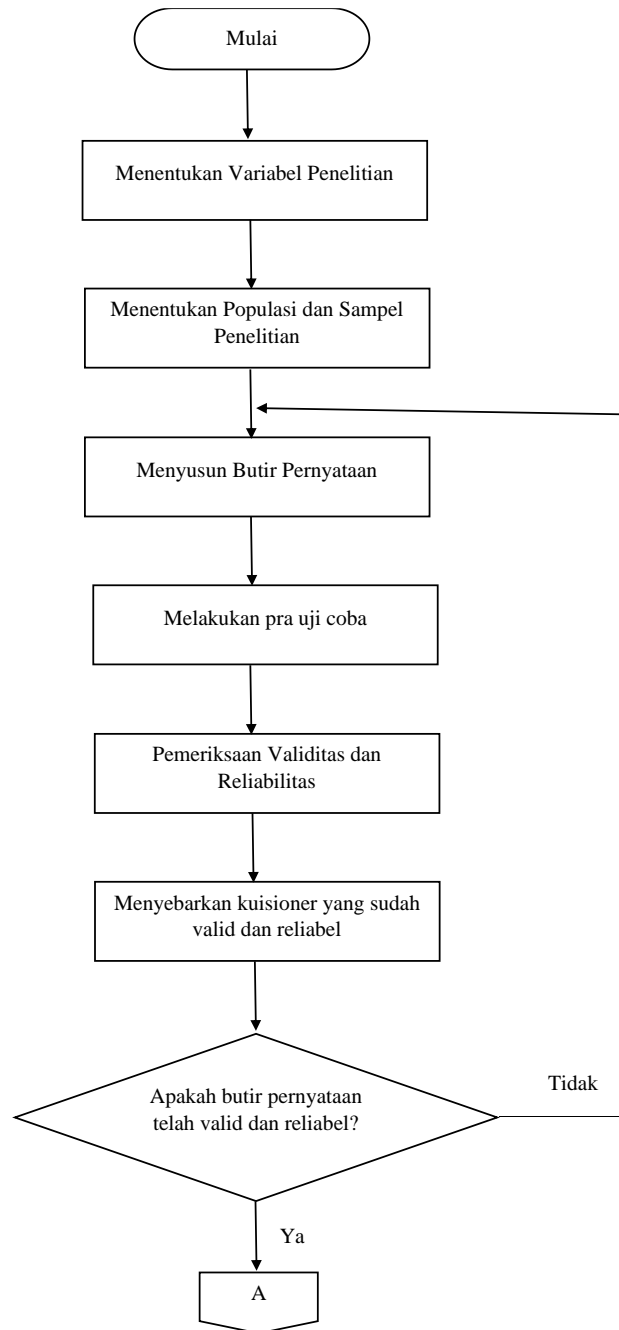 Mulai
Menentukan Variabel Penelitian
Menentukan Populasi dan Sampel
Penelitian
Menyusun Butir Pernyataan
Melakukan pra uji coba
Pemeriksaan Validitas dan
Reliabilitas
Menyebarkan kuisioner yang sudah
valid dan reliabel
Apakah butir pernyataan
telah valid dan reliabel?
Tidak
Ya
A